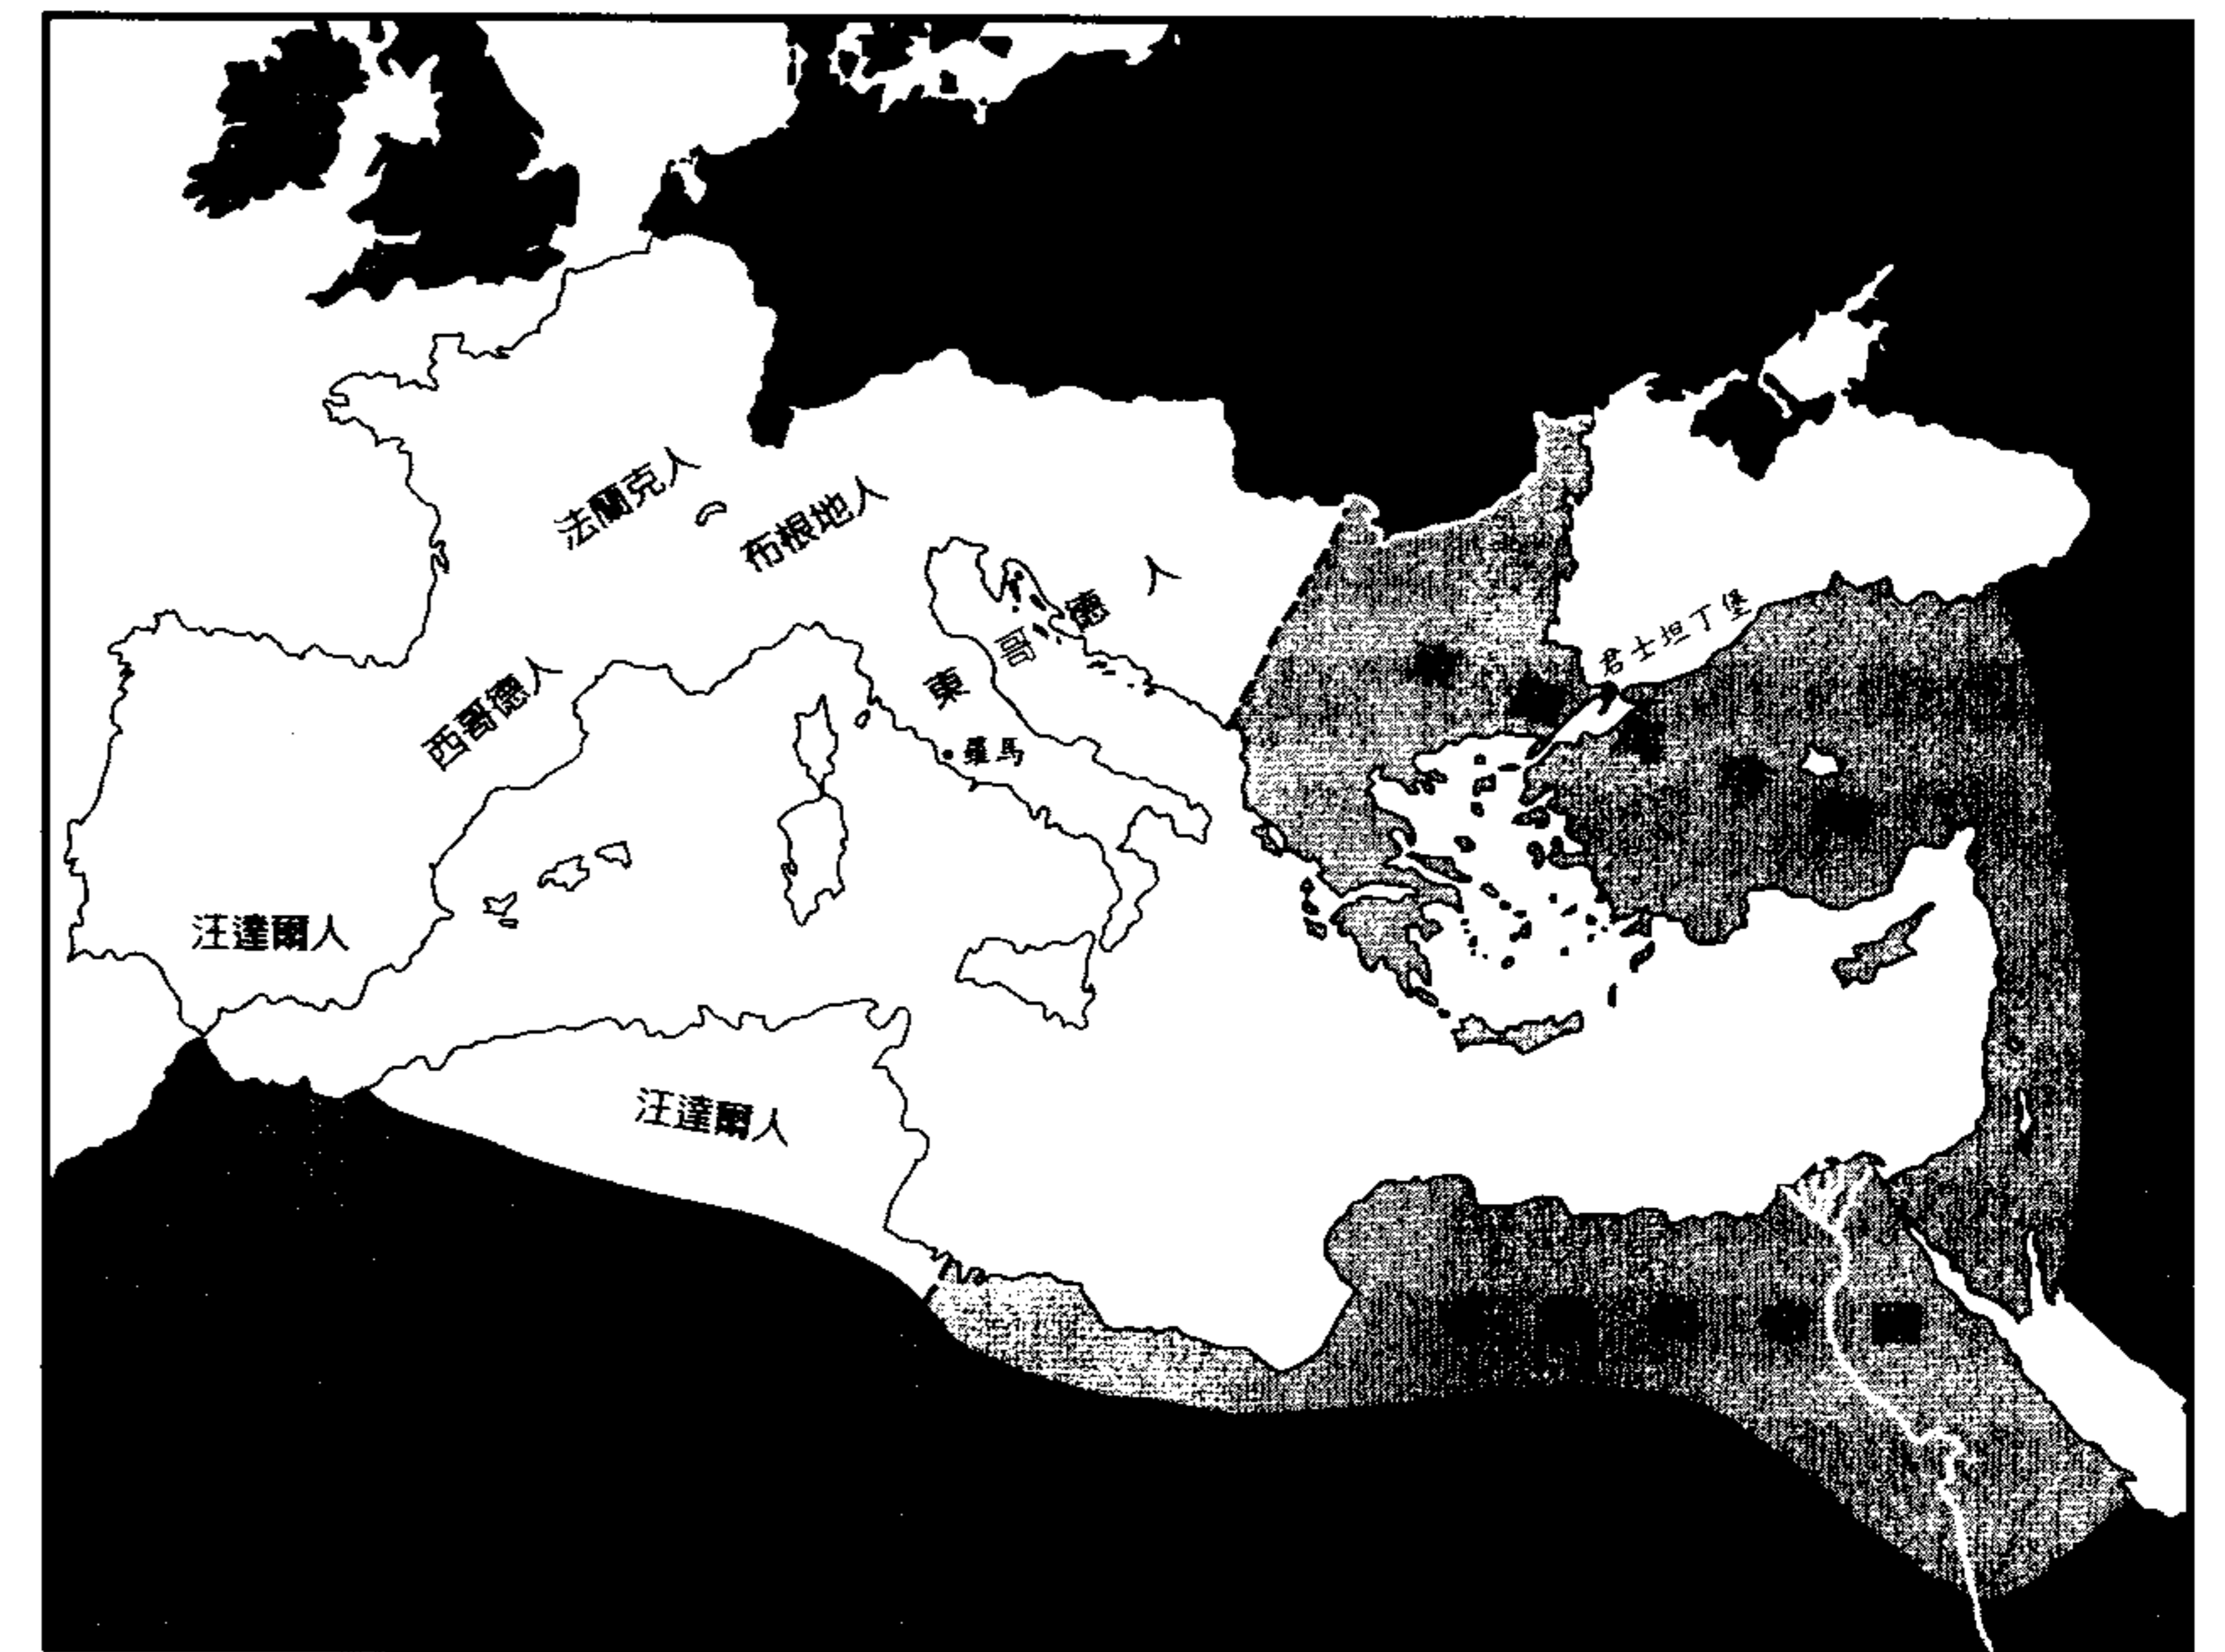 法蘭克人
布根地人
東哥德人
君士坦丁堡
西哥德人
羅馬
汪達爾人
汪達爾人